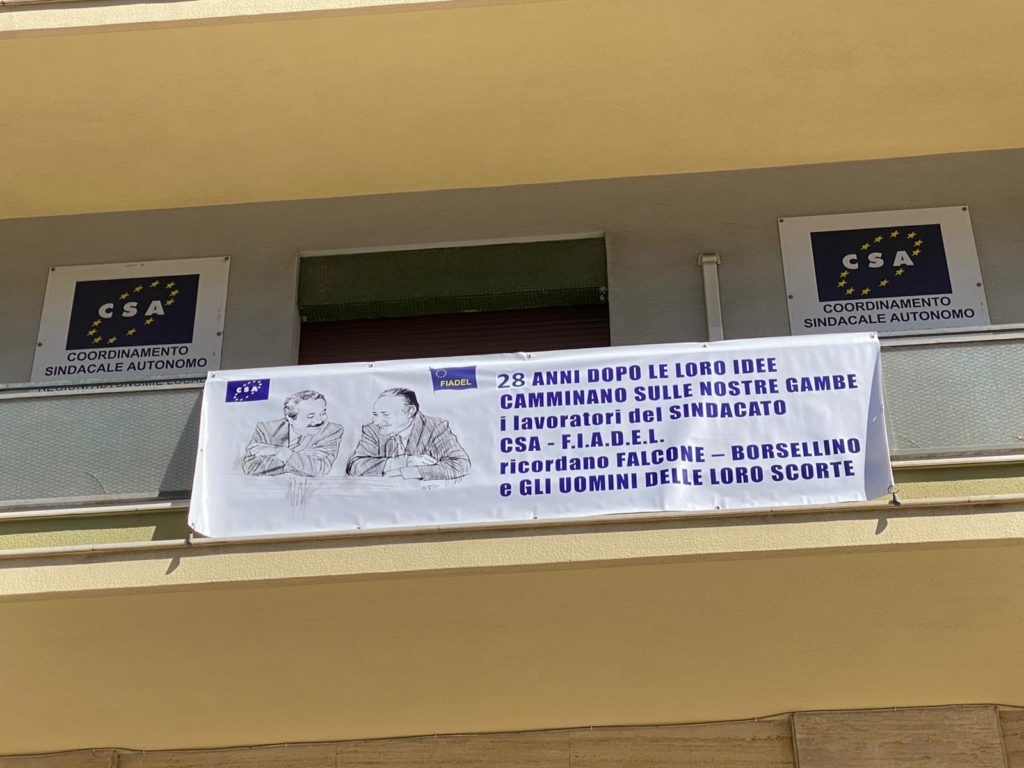 CSA
COORDINAMENTO
SINDACALE AUTONOMO
CSA
COORDINAMENTO
SINDACALE AUTONOMO
CSA
FIADEL
28 ANNI DOPO LE LORO IDEE
CAMMINANO SULLE NOSTRE GAMBE
i lavoratori del SINDACATO
CSA - F.I.A.D.E.L.
ricordano FALCONE – BORSELLINO
e GLI UOMINI DELLE LORO SCORTE